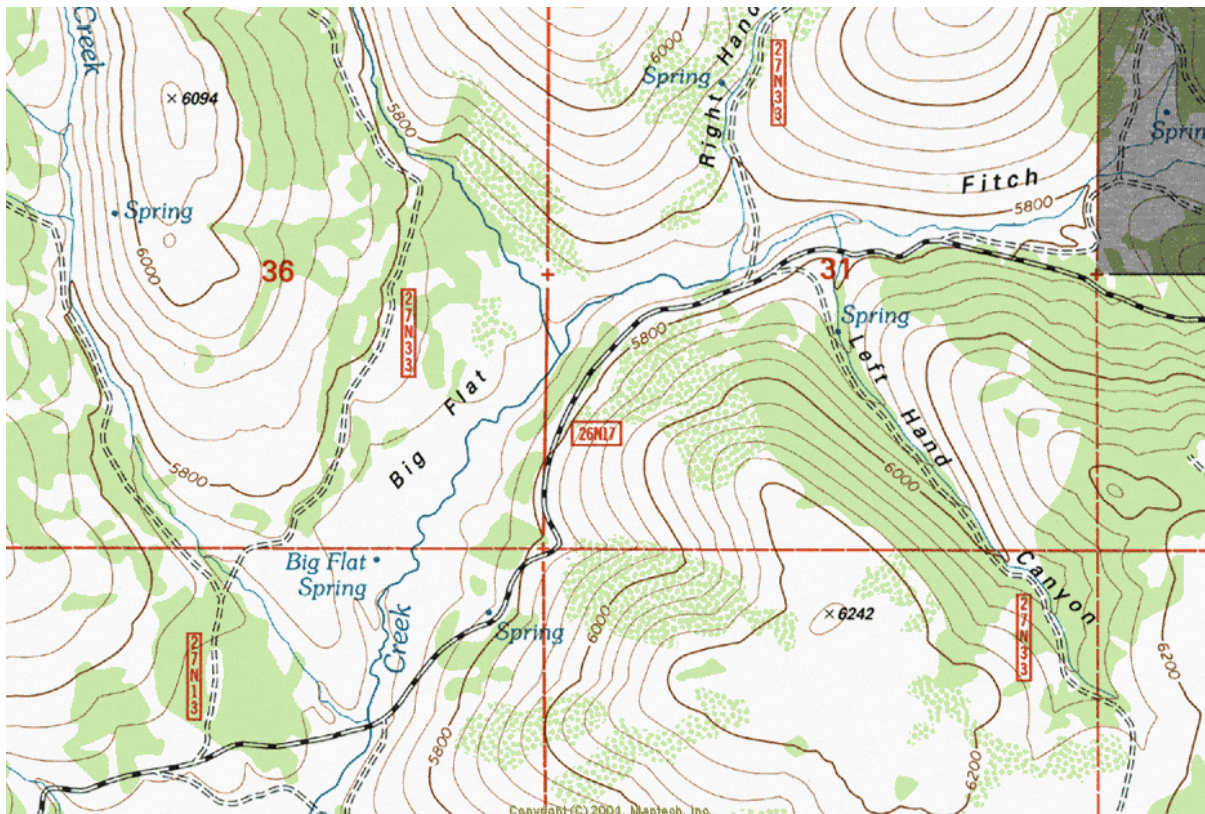 Creek
6094
Spring
6000
36
27N33
5800
Big Flat
5800
Spring
6000
Right Hand
27N33
Fitch
5800
Spring
31
5800
Spring
Left Hand Canyon
6000
26N17
Big Flat
Spring
Creek
Spring
27N13
5800
6000
6242
27N33
6200
6200
Copyright (C) 2001, Maptech, Inc.